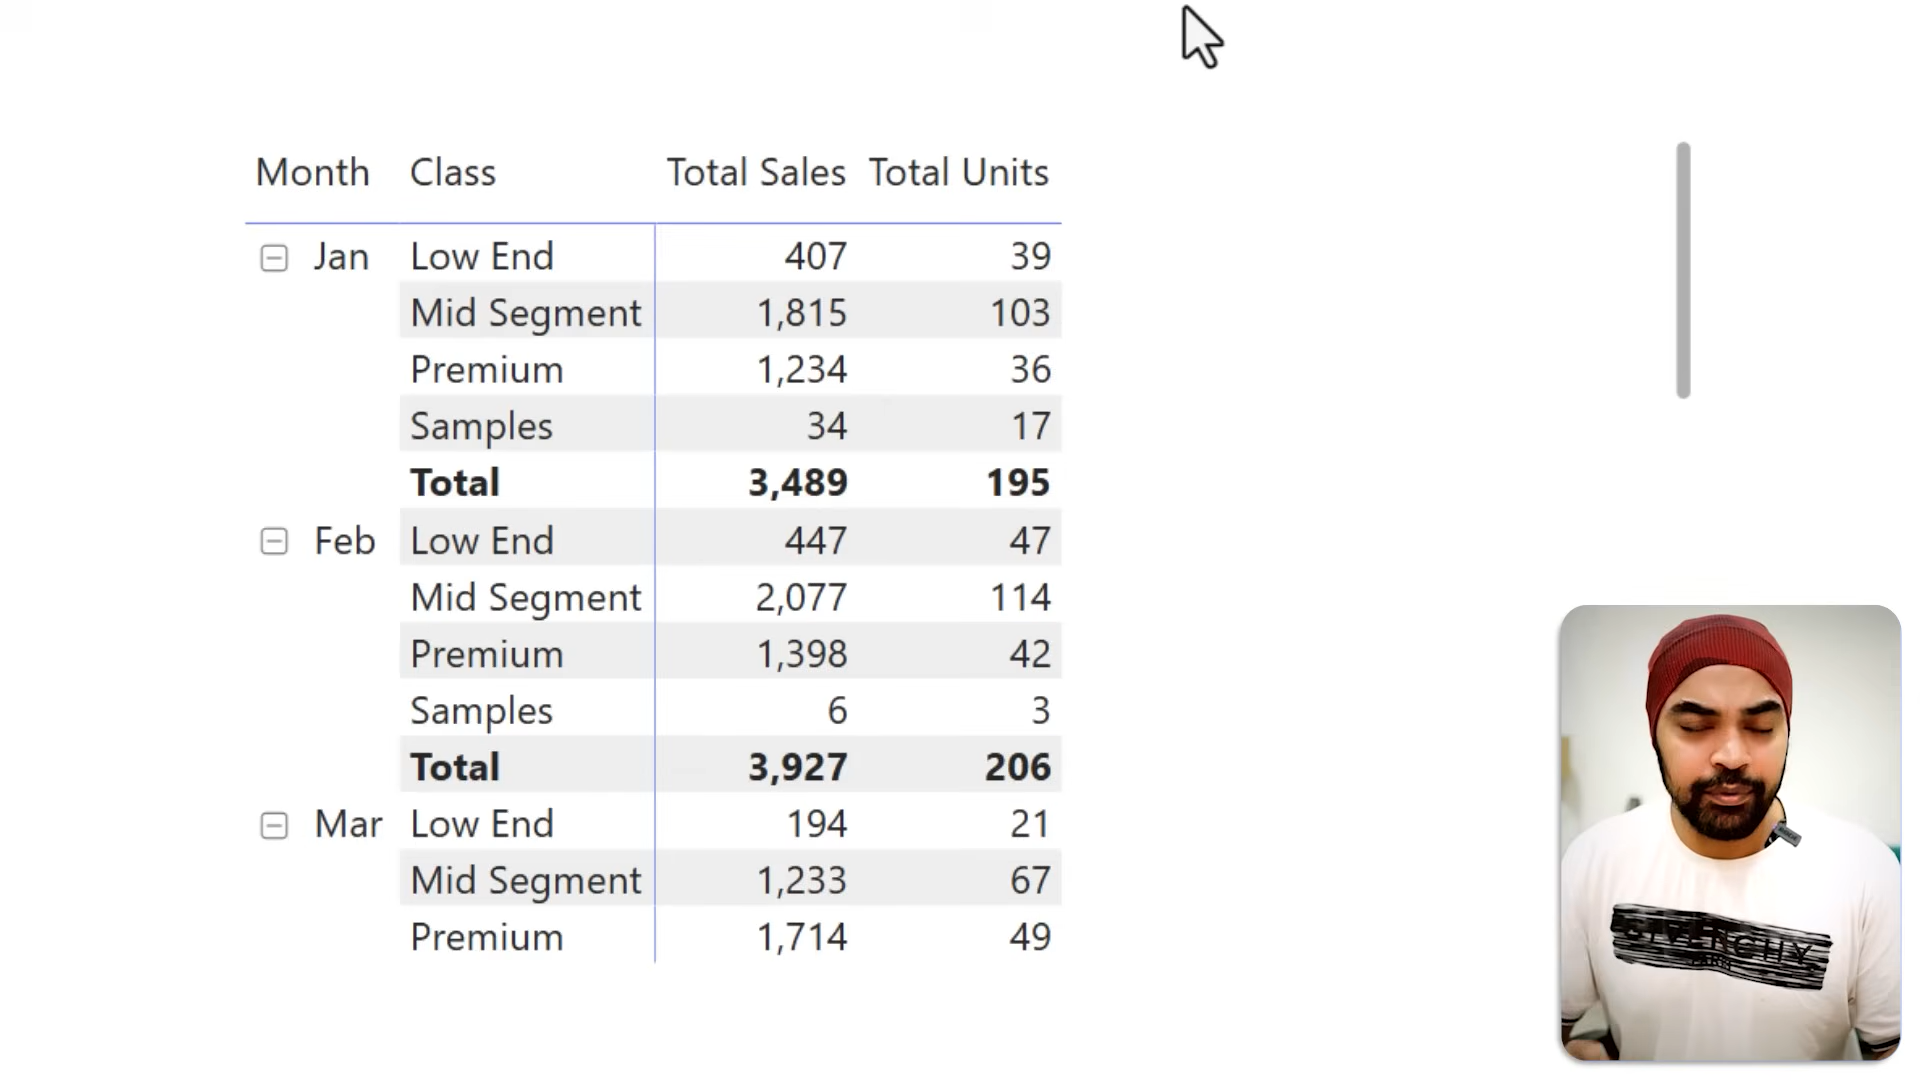 Month Class Total Sales Total Units
Jan Low End 407 39
Mid Segment 1,815 103
Premium 1,234 36
Samples 34 17
Total 3,489 195
Feb Low End 447 47
Mid Segment 2,077 114
Premium 1,398 42
Samples 6 3
Total 3,927 206
Mar Low End 194 21
Mid Segment 1,233 67
Premium 1,714 49
GIVENCHY